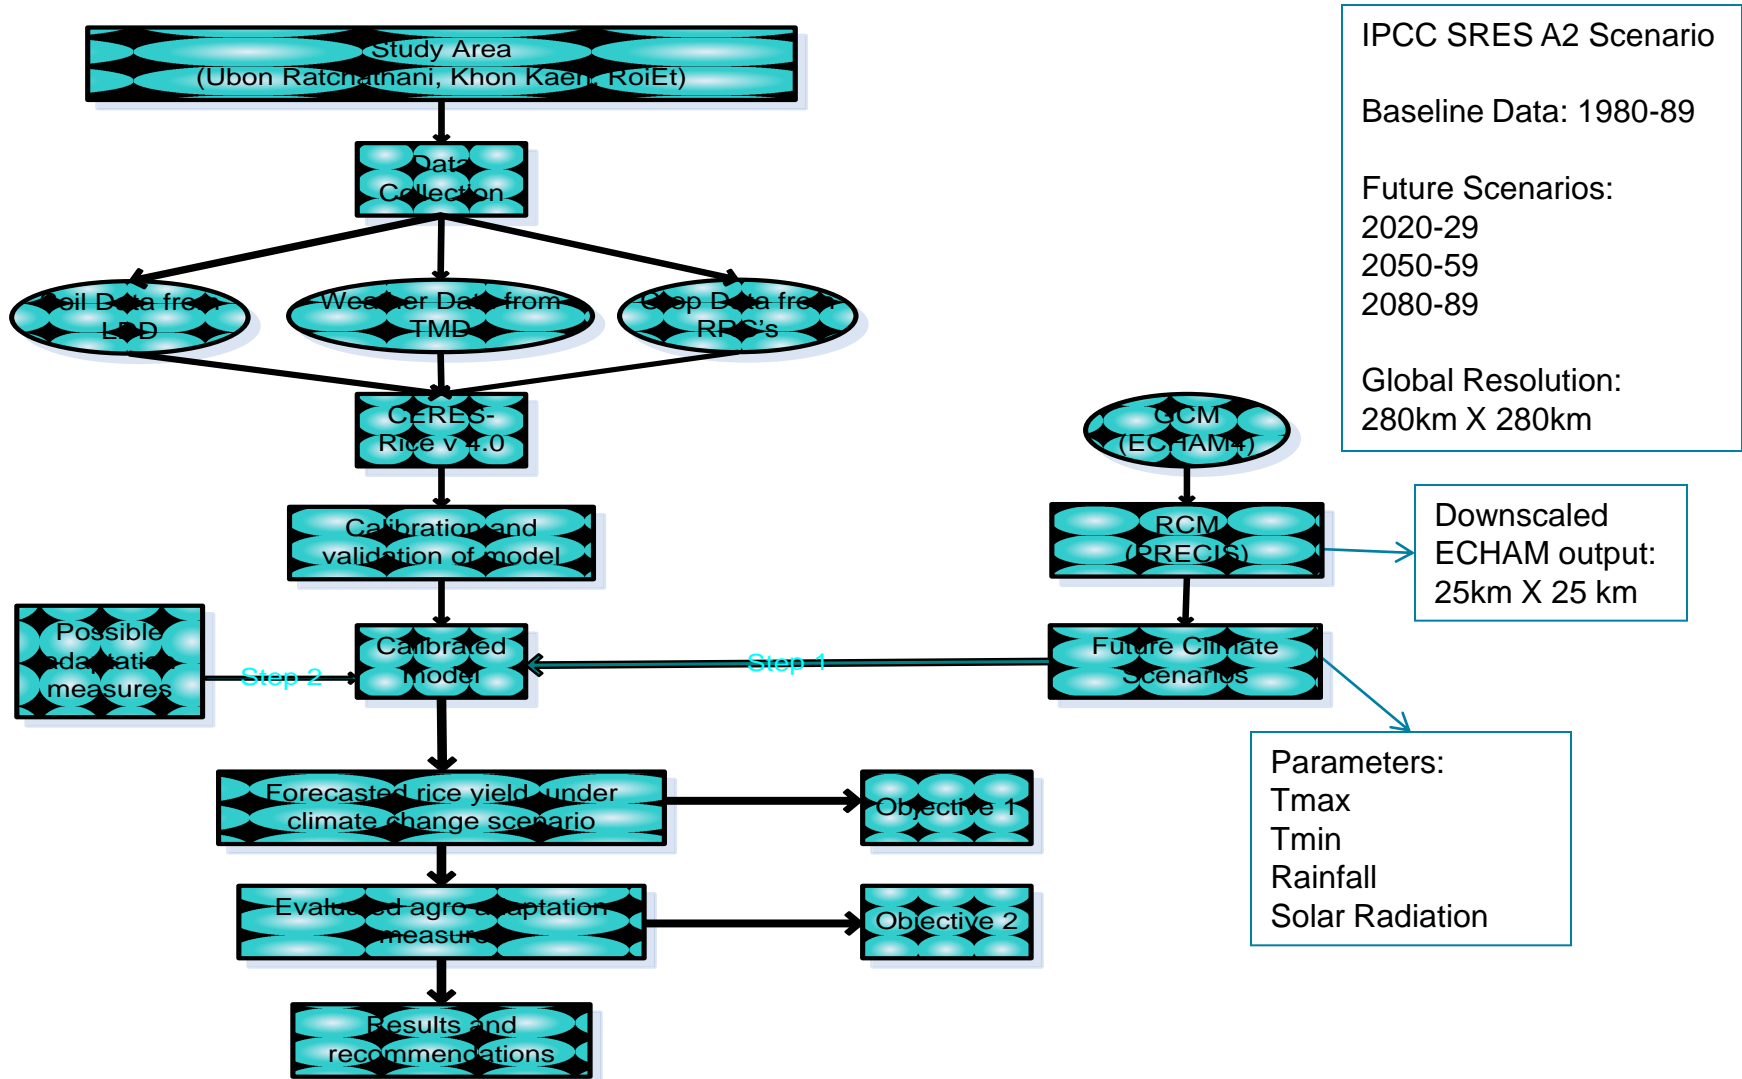 Study Area
(Ubon Ratchathani, Khon Kaen, RoiEt)
Data
Collection
Soil Data from
LDD
Weather Data from
TMD
Crop Data from
RRC's
CERES-
Rice v 4.0
Calibration and
validation of model
Possible
adaptation
measures
Step 2
Calibrated
model
Step 1
GCM
(ECHAM4)
RCM
(PRECIS)
Future Climate
Scenarios
Forecasted rice yield under
climate change scenario
Objective 1
Evaluated agro adaptation
measure
Objective 2
Results and
recommendations
IPCC SRES A2 Scenario
Baseline Data: 1980-89
Future Scenarios:
2020-29
2050-59
2080-89
Global Resolution:
280km X 280km
Downscaled
ECHAM output:
25km X 25 km
Parameters:
Tmax
Tmin
Rainfall
Solar Radiation